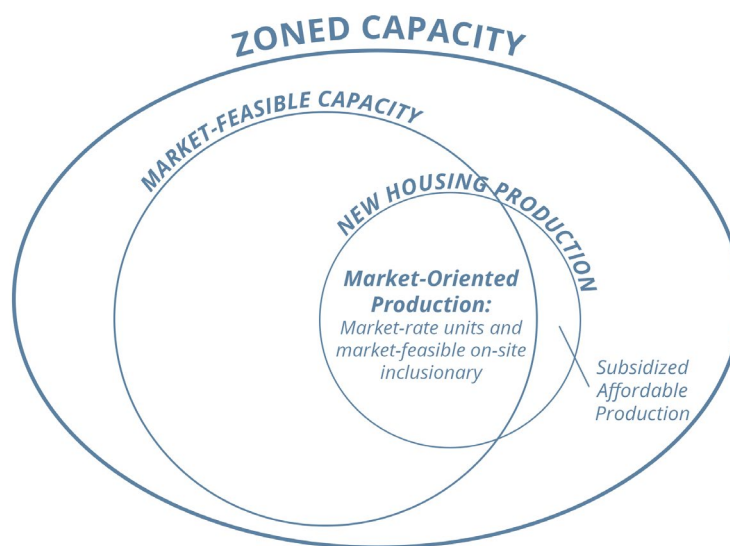 ZONED CAPACITY
MARKET-FEASIBLE CAPACITY
NEW HOUSING PRODUCTION
Market-Oriented
Production:
Market-rate units and
market-feasible on-site
inclusionary
Subsidized
Affordable
Production